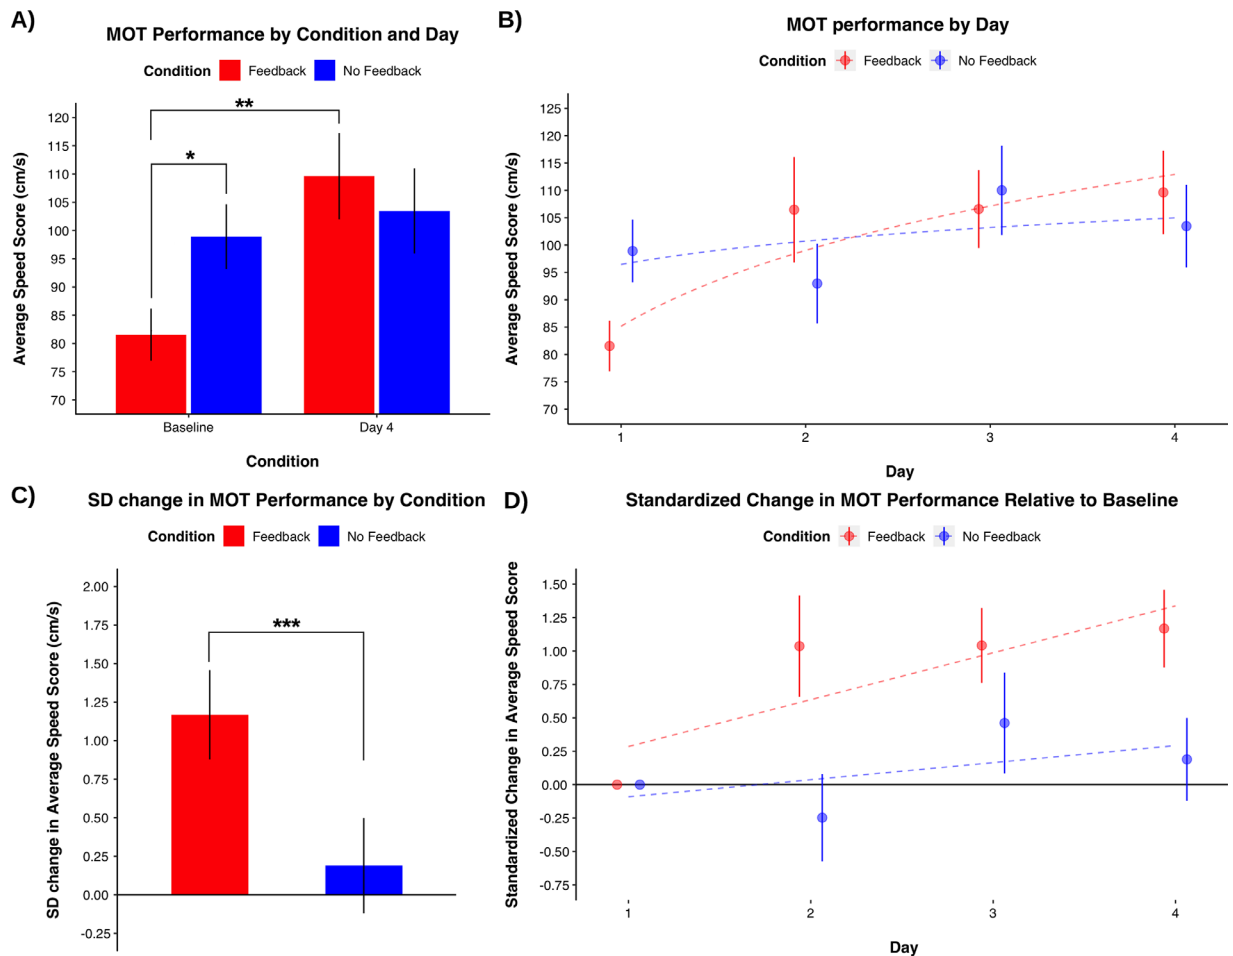 A)
MOT Performance by Condition and Day
Condition Feedback No Feedback
**
*
Average Speed Score (cm/s)
120
115
110
105
100
95
90
85
80
75
70
Baseline Day 4
Condition
B)
MOT performance by Day
Condition Feedback No Feedback
Average Speed Score (cm/s)
125
120
115
110
105
100
95
90
85
80
75
70
1 2 3 4
Day
C)
SD change in MOT Performance by Condition
Condition Feedback No Feedback
***
SD change in Average Speed Score (cm/s)
2.00
1.75
1.50
1.25
1.00
0.75
0.50
0.25
0.00
-0.25
D)
Standardized Change in MOT Performance Relative to Baseline
Condition Feedback No Feedback
Standardized Change in Average Speed Score
1.50
1.25
1.00
0.75
0.50
0.25
0.00
-0.25
-0.50
-0.75
1 2 3 4
Day